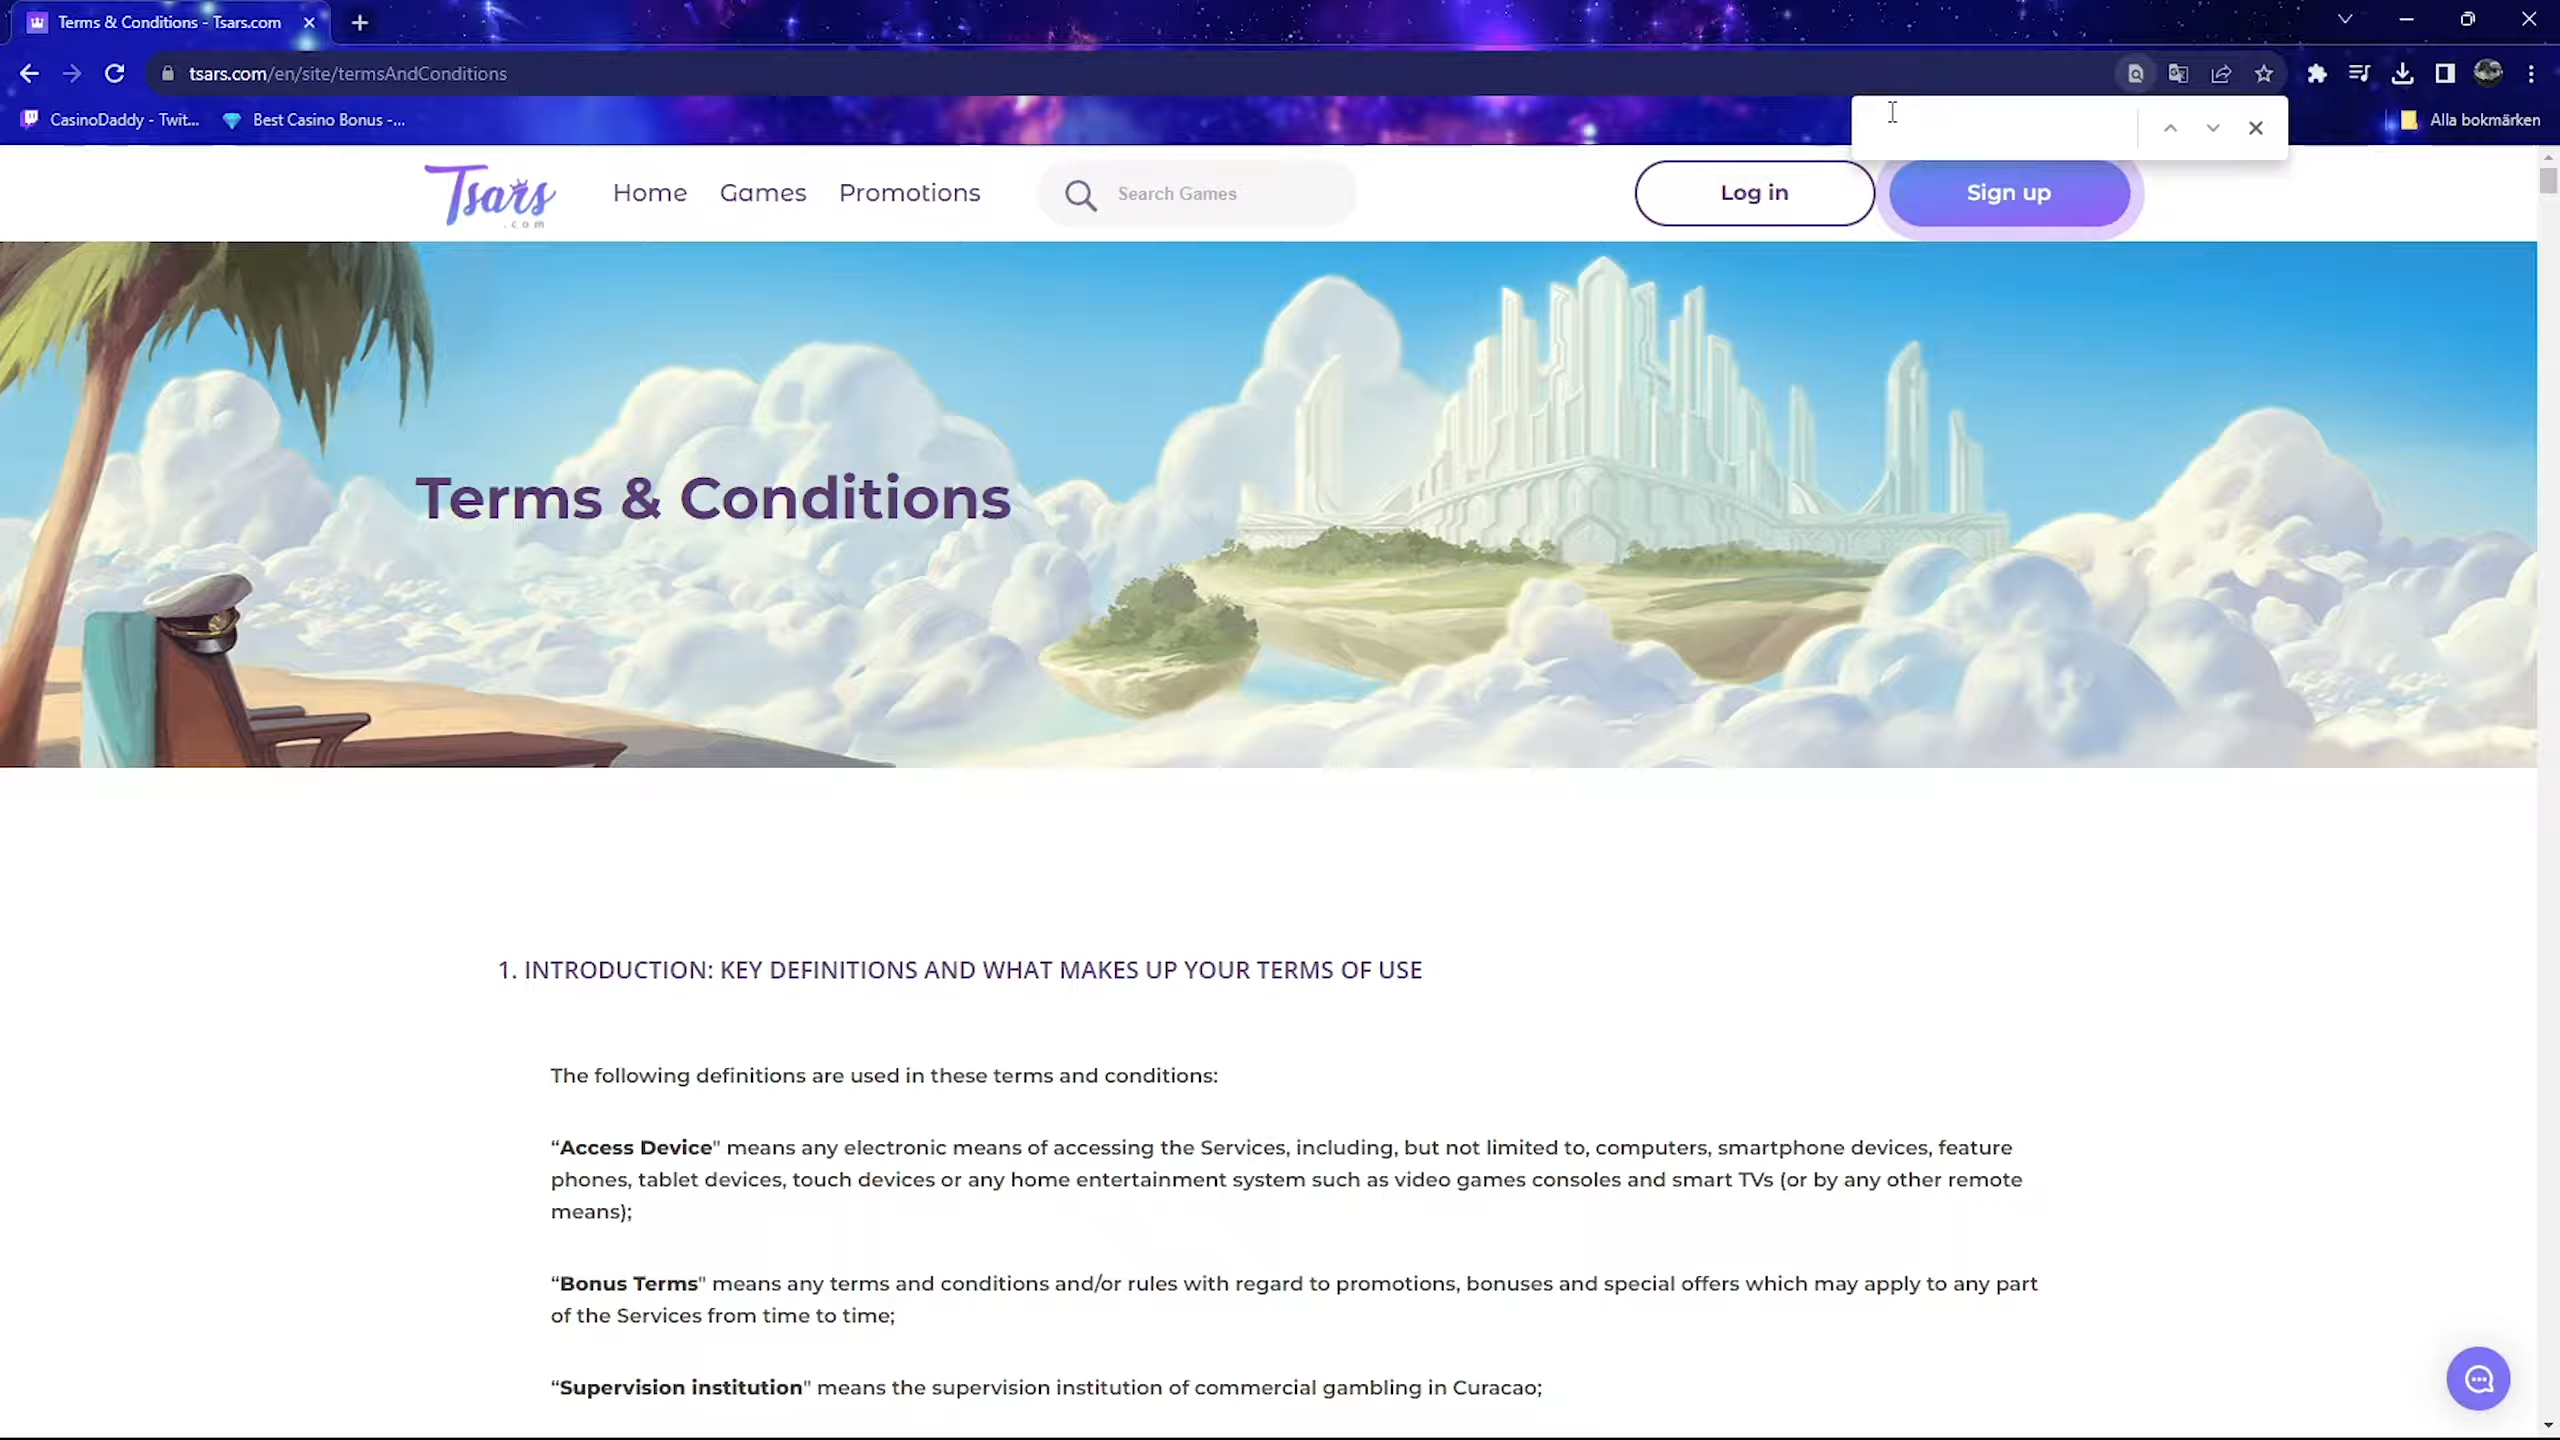 Terms & Conditions - Tsars.com
tsars.com/en/site/termsAndConditions
CasinoDaddy - Twit...
Best Casino Bonus -...
Alla bokmärken
Tsars
.com
Home
Games
Promotions
Search Games
Log in
Sign up
Terms & Conditions
1. INTRODUCTION: KEY DEFINITIONS AND WHAT MAKES UP YOUR TERMS OF USE
The following definitions are used in these terms and conditions:
“Access Device" means any electronic means of accessing the Services, including, but not limited to, computers, smartphone devices, feature
phones, tablet devices, touch devices or any home entertainment system such as video games consoles and smart TVs (or by any other remote
means);
“Bonus Terms" means any terms and conditions and/or rules with regard to promotions, bonuses and special offers which may apply to any part
of the Services from time to time;
“Supervision institution" means the supervision institution of commercial gambling in Curacao;